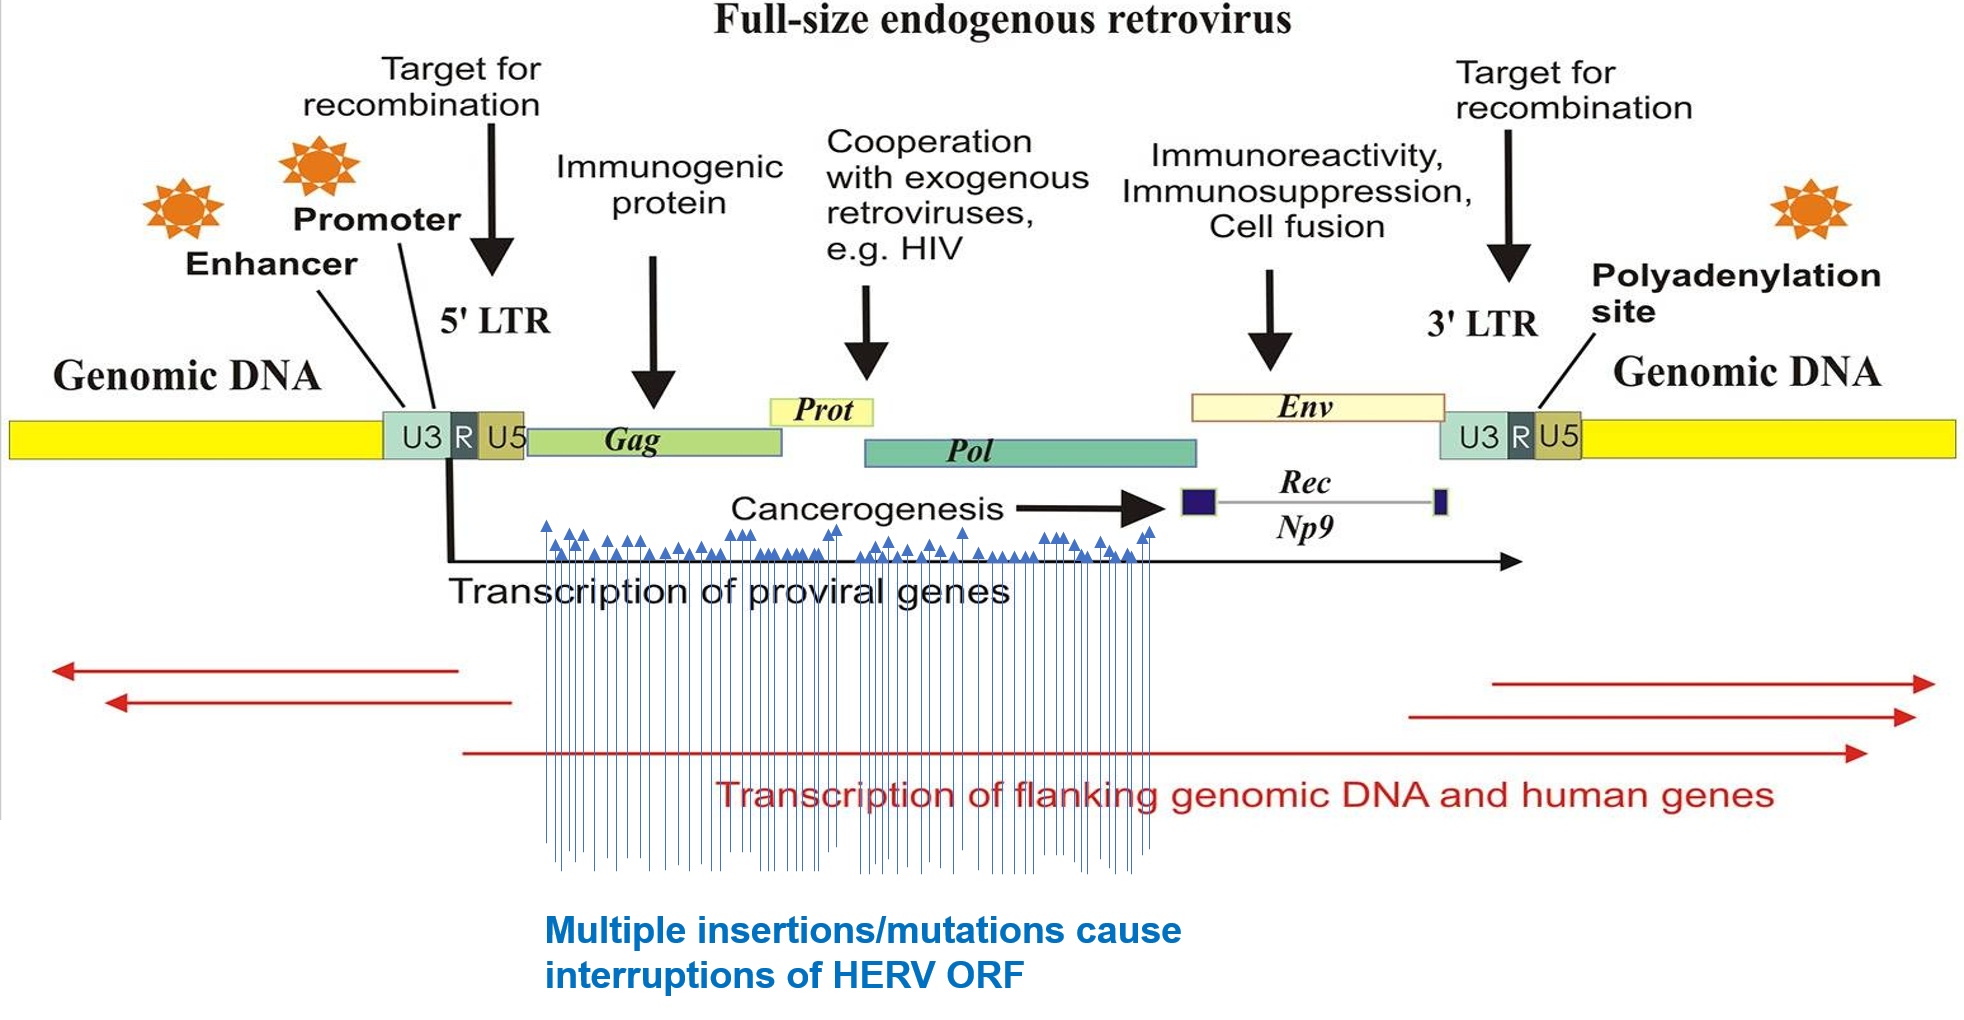 Full-size endogenous retrovirus
Target for
recombination
Target for
recombination
Immunogenic
protein
Cooperation
with exogenous
retroviruses,
e.g. HIV
Immunoreactivity,
Immunosuppression,
Cell fusion
Promoter
Enhancer
5' LTR
3' LTR
Polyadenylation
site
Genomic DNA
Genomic DNA
U3
R
U5
Gag
Prot
Pol
Env
U3
R
U5
Cancerogenesis
Rec
Np9
Transcription of proviral genes
Transcription of flanking genomic DNA and human genes
Multiple insertions/mutations cause
interruptions of HERV ORF